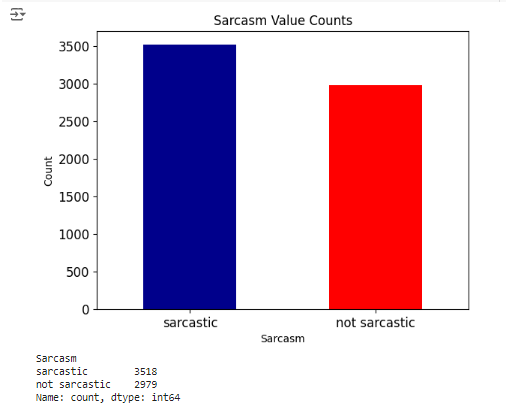 Sarcasm Value Counts
3500
3000
2500
2000
1500
1000
500
0
Count
sarcastic not sarcastic
Sarcasm
Sarcasm
sarcastic 3518
not sarcastic 2979
Name: count, dtype: int64